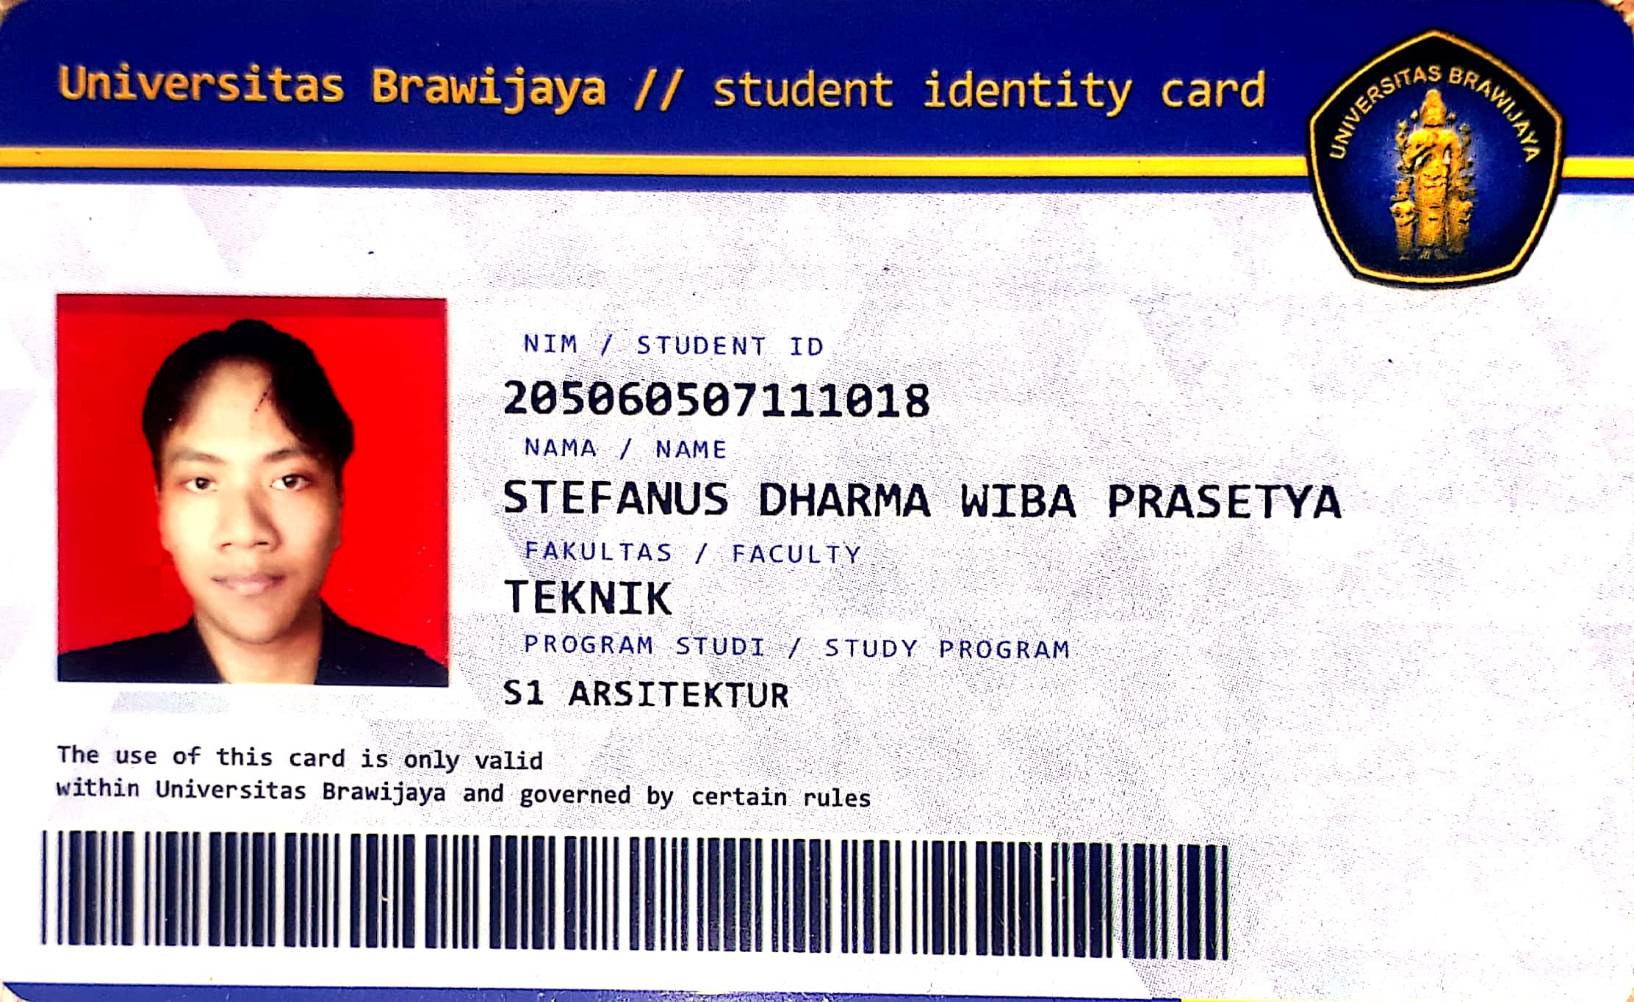 Universitas Brawijaya // student identity card
UNIVERSITAS BRAWIJAYA
NIM / STUDENT ID
205060507111018
NAMA / NAME
STEFANUS DHARMA WIBA PRASETYA
FAKULTAS / FACULTY
TEKNIK
PROGRAM STUDI / STUDY PROGRAM
S1 ARSITEKTUR
The use of this card is only valid
within Universitas Brawijaya and governed by certain rules